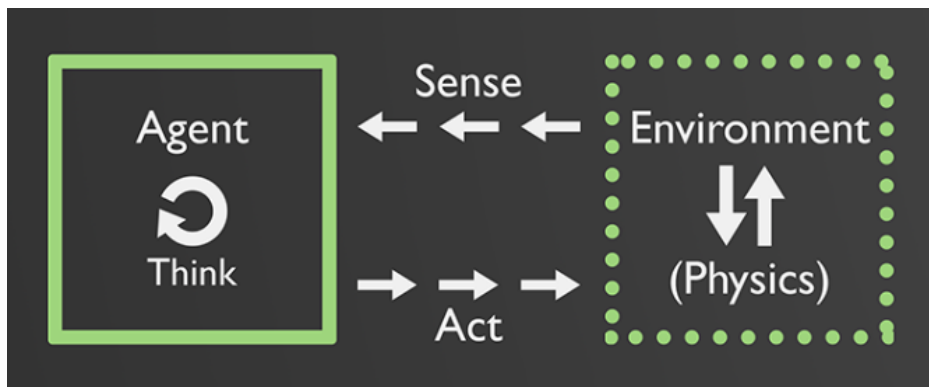 Sense
Agent
Environment
Think
(Physics)
Act